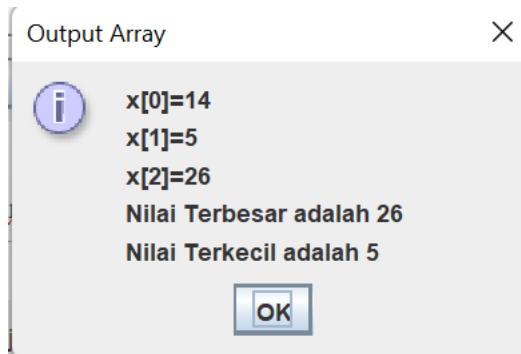 Output Array
x[0]=14
x[1]=5
x[2]=26
Nilai Terbesar adalah 26
Nilai Terkecil adalah 5
OK